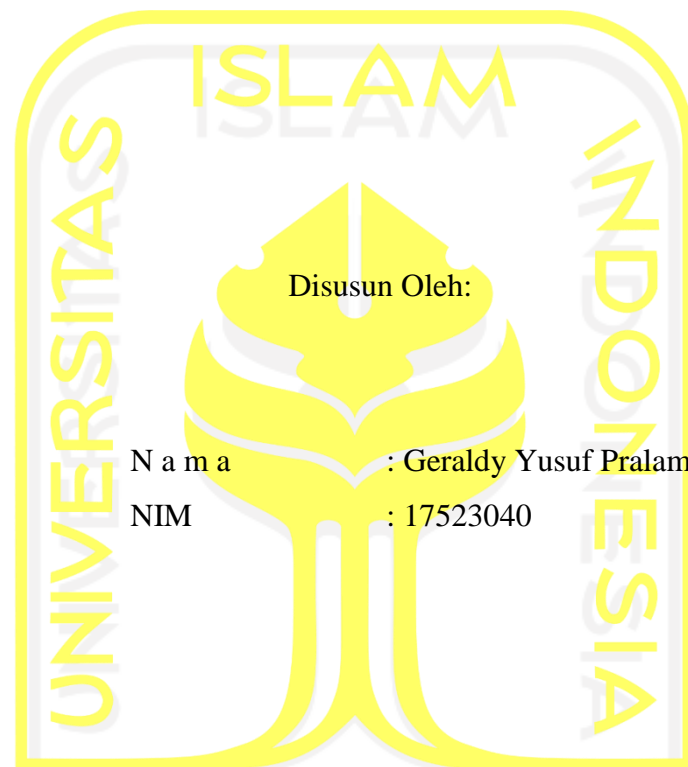 ISLAM
UNIVERSITAS
INDONESIA
Disusun Oleh:
N a m a : Geraldy Yusuf Pralam
NIM : 17523040